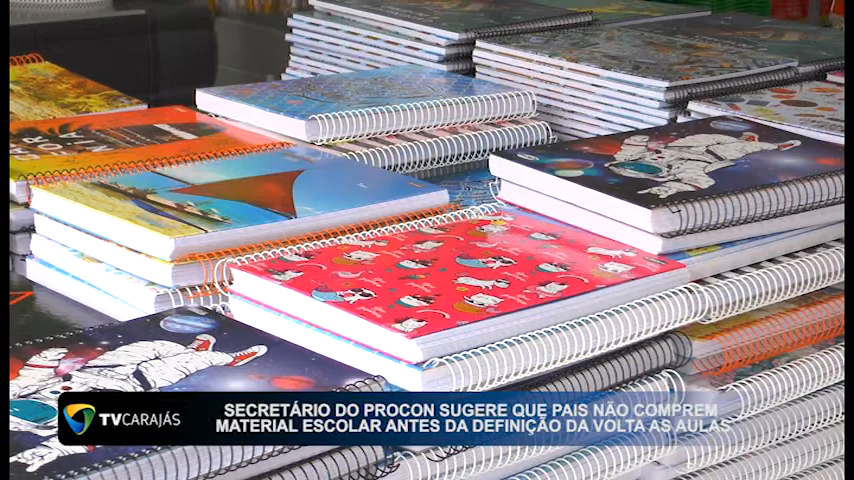 TVCARAJÁS
SECRETÁRIO DO PROCON SUGERE QUE PAIS NÃO COMPREM
MATERIAL ESCOLAR ANTES DA DEFINIÇÃO DA VOLTA AS AULAS